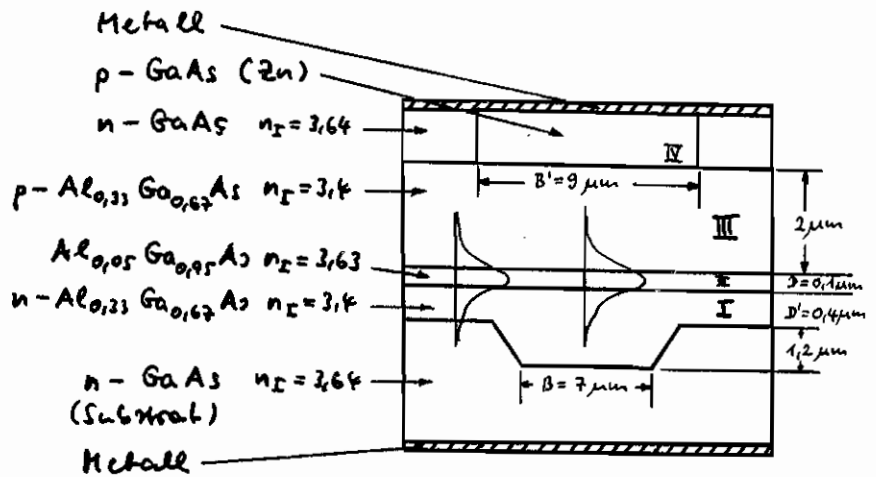 Metall
p-GaAs (Zn)
n-GaAs n_I = 3,64
p-Al0,33 Ga0,67 As n_I = 3,4
Al0,05 Ga0,95 As n_I = 3,63
n-Al0,33 Ga0,67 As n_I = 3,4
n-GaAs n_I = 3,64
(Substrat)
Metall
IV
B' = 9 µm
III
2 µm
II
D = 0,1 µm
I
D' = 0,4 µm
1,2 µm
B = 7 µm